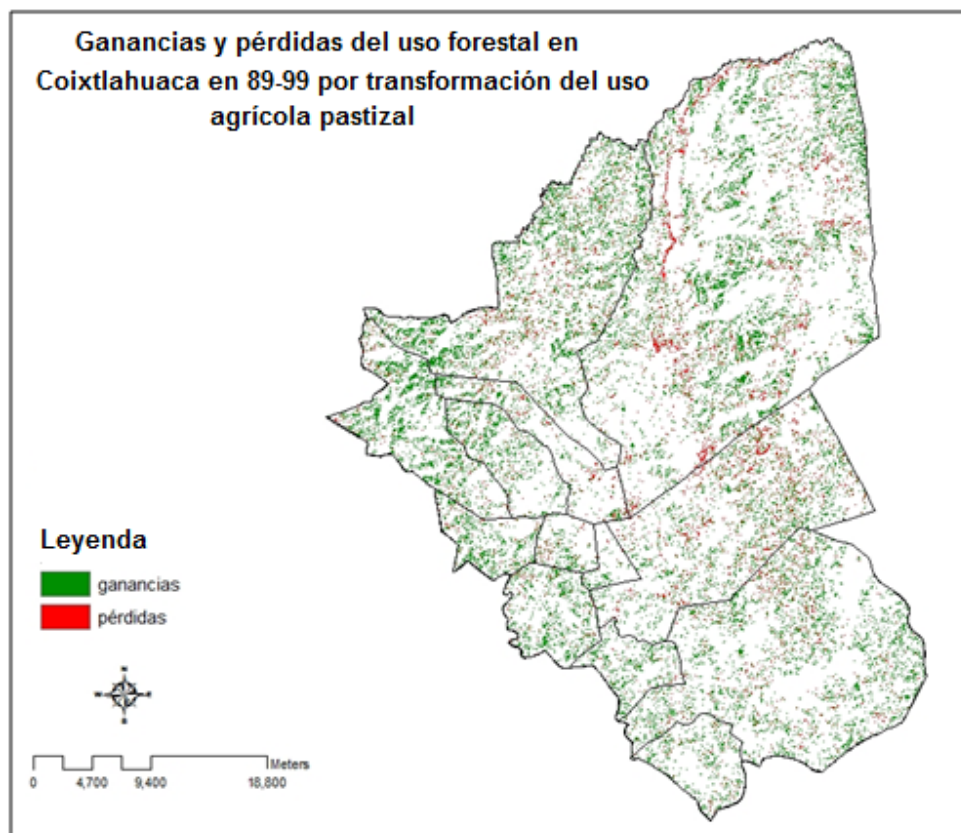 Ganancias y pérdidas del uso forestal en
Coixtlahuaca en 89-99 por transformación del uso
agrícola pastizal
Leyenda
ganancias
pérdidas
N
W
E
S
Meters
0 4,700 9,400 18,800